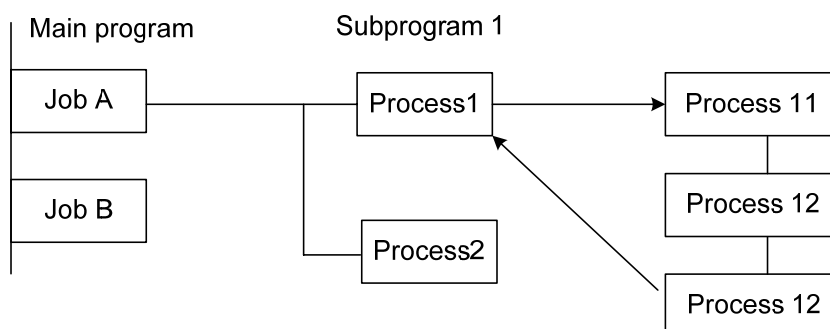 Main program
Subprogram 1
Job A
Process1
Process 11
Job B
Process 12
Process2
Process 12